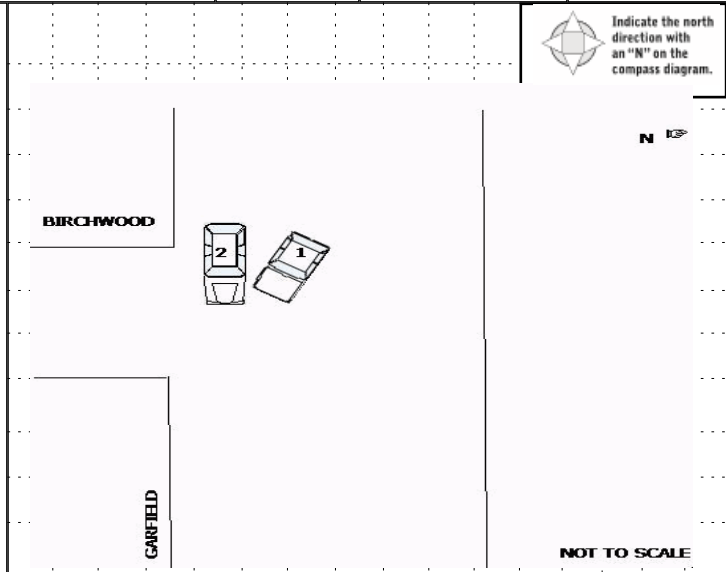 Indicate the north
direction with
an “N” on the
compass diagram.
N
BIRCHWOOD
2
1
GARFIELD
NOT TO SCALE